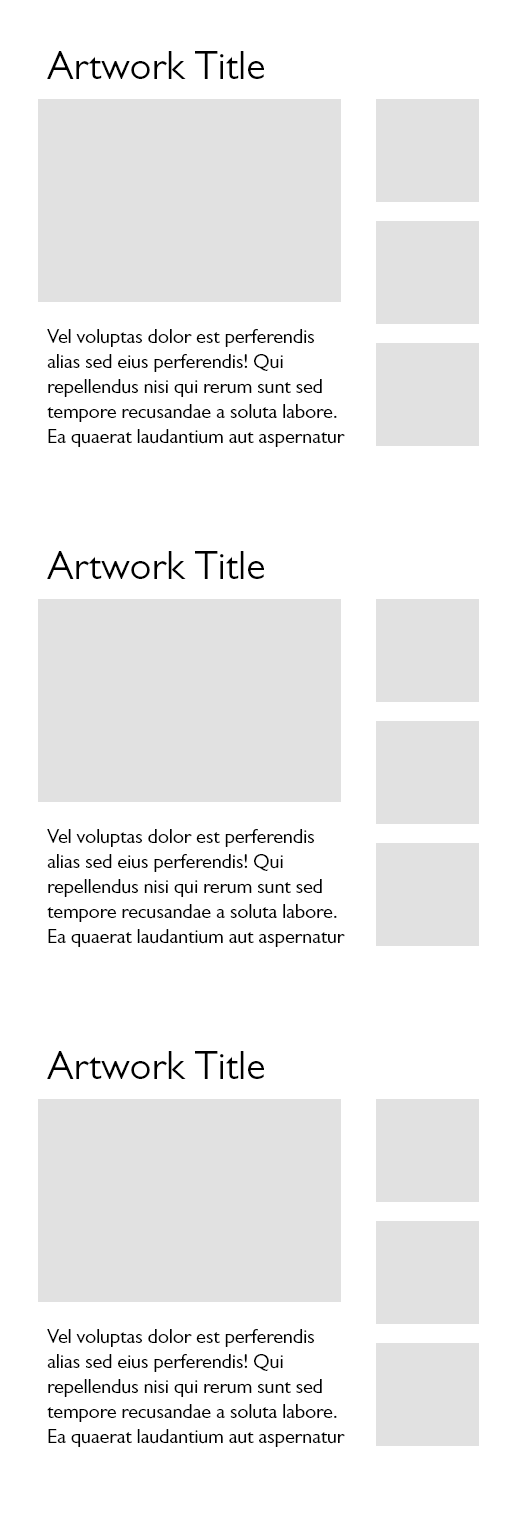 Artwork Title
Vel voluptas dolor est perferendis
alias sed eius perferendis! Qui
repellendus nisi qui rerum sunt sed
tempore recusandae a soluta labore.
Ea quaerat laudantium aut aspernatur
Artwork Title
Vel voluptas dolor est perferendis
alias sed eius perferendis! Qui
repellendus nisi qui rerum sunt sed
tempore recusandae a soluta labore.
Ea quaerat laudantium aut aspernatur
Artwork Title
Vel voluptas dolor est perferendis
alias sed eius perferendis! Qui
repellendus nisi qui rerum sunt sed
tempore recusandae a soluta labore.
Ea quaerat laudantium aut aspernatur